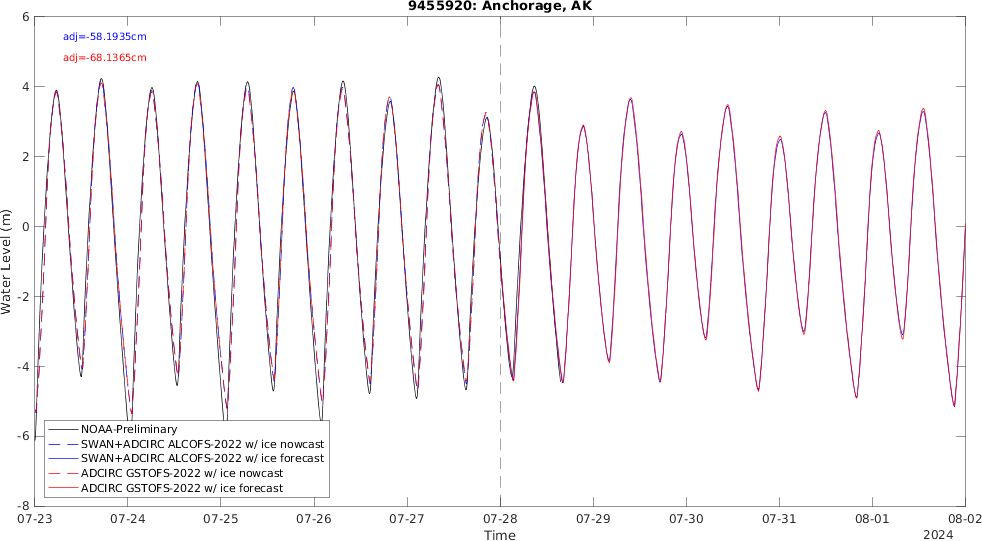 9455920: Anchorage, AK
adj=-58.1935cm
adj=-68.1365cm
6
4
2
0
-2
-4
-6
-8
Water Level (m)
NOAA-Preliminary
SWAN+ADCIRC ALCOFS-2022 w/ ice nowcast
SWAN+ADCIRC ALCOFS-2022 w/ ice forecast
ADCIRC GSTOFS-2022 w/ ice nowcast
ADCIRC GSTOFS-2022 w/ ice forecast
07-23 07-24 07-25 07-26 07-27 07-28 07-29 07-30 07-31 08-01 08-02
Time
2024